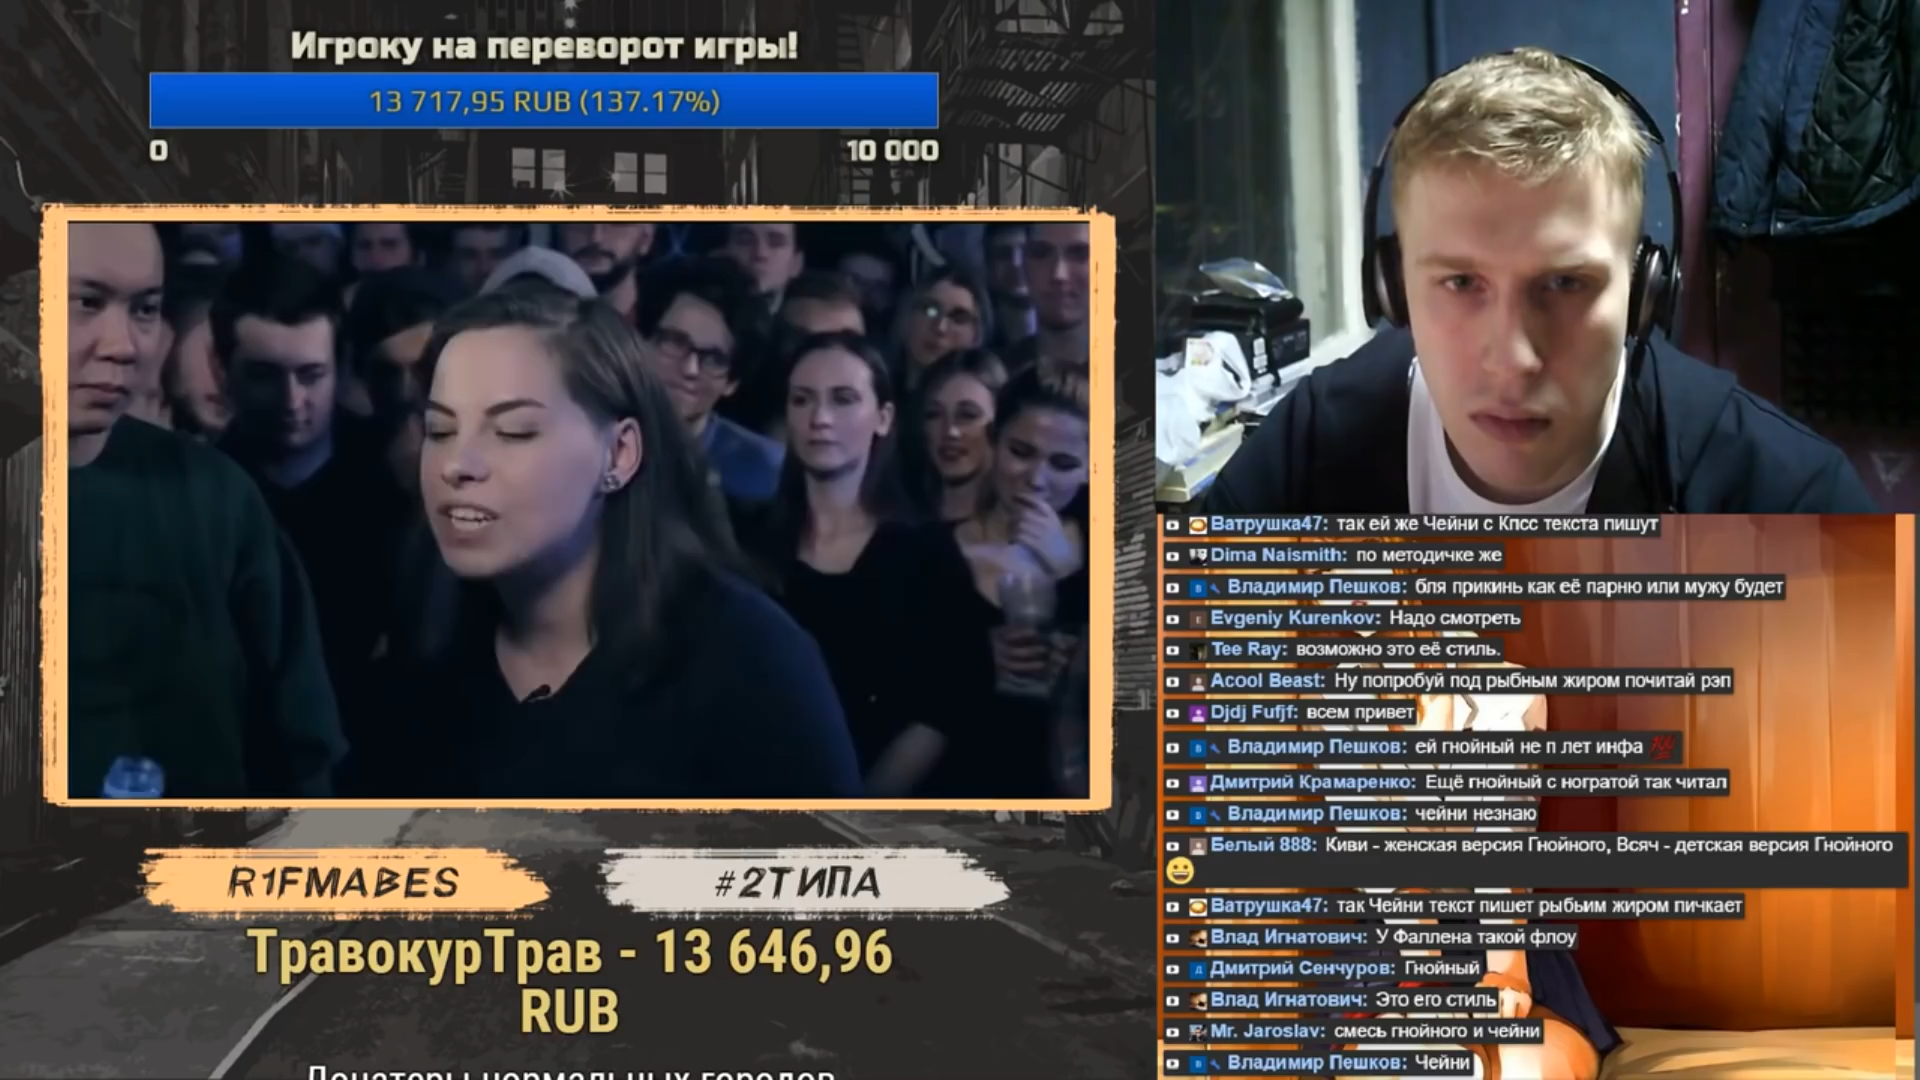 Игроку на переворот игры!
13 717,95 RUB (137.17%)
0
10 000
R1FMABES
#2ТИПА
ТравокурТрав - 13 646,96
RUB
Донатеры нормальных городов
Ватрушка47: так ей же Чейни с Кпсс текста пишут
Dima Naismith: по методичке же
Владимир Пешков: бля прикинь как её парню или мужу будет
Evgeniy Kurenkov: Надо смотреть
Tee Ray: возможно это её стиль.
Acool Beast: Ну попробуй под рыбным жиром почитай рэп
Djdj Fufjf: всем привет
Владимир Пешков: ей гнойный не п лет инфа 💯
Дмитрий Крамаренко: Ещё гнойный с ногратой так читал
Владимир Пешков: чейни незнаю
Белый 888: Киви - женская версия Гнойного, Всяч - детская версия Гнойного
😀
Ватрушка47: так Чейни текст пишет рыбьим жиром пичкает
Влад Игнатович: У Фаллена такой флоу
Дмитрий Сенчуров: Гнойный
Влад Игнатович: Это его стиль
Mr. Jaroslav: смесь гнойного и чейни
Владимир Пешков: Чейни